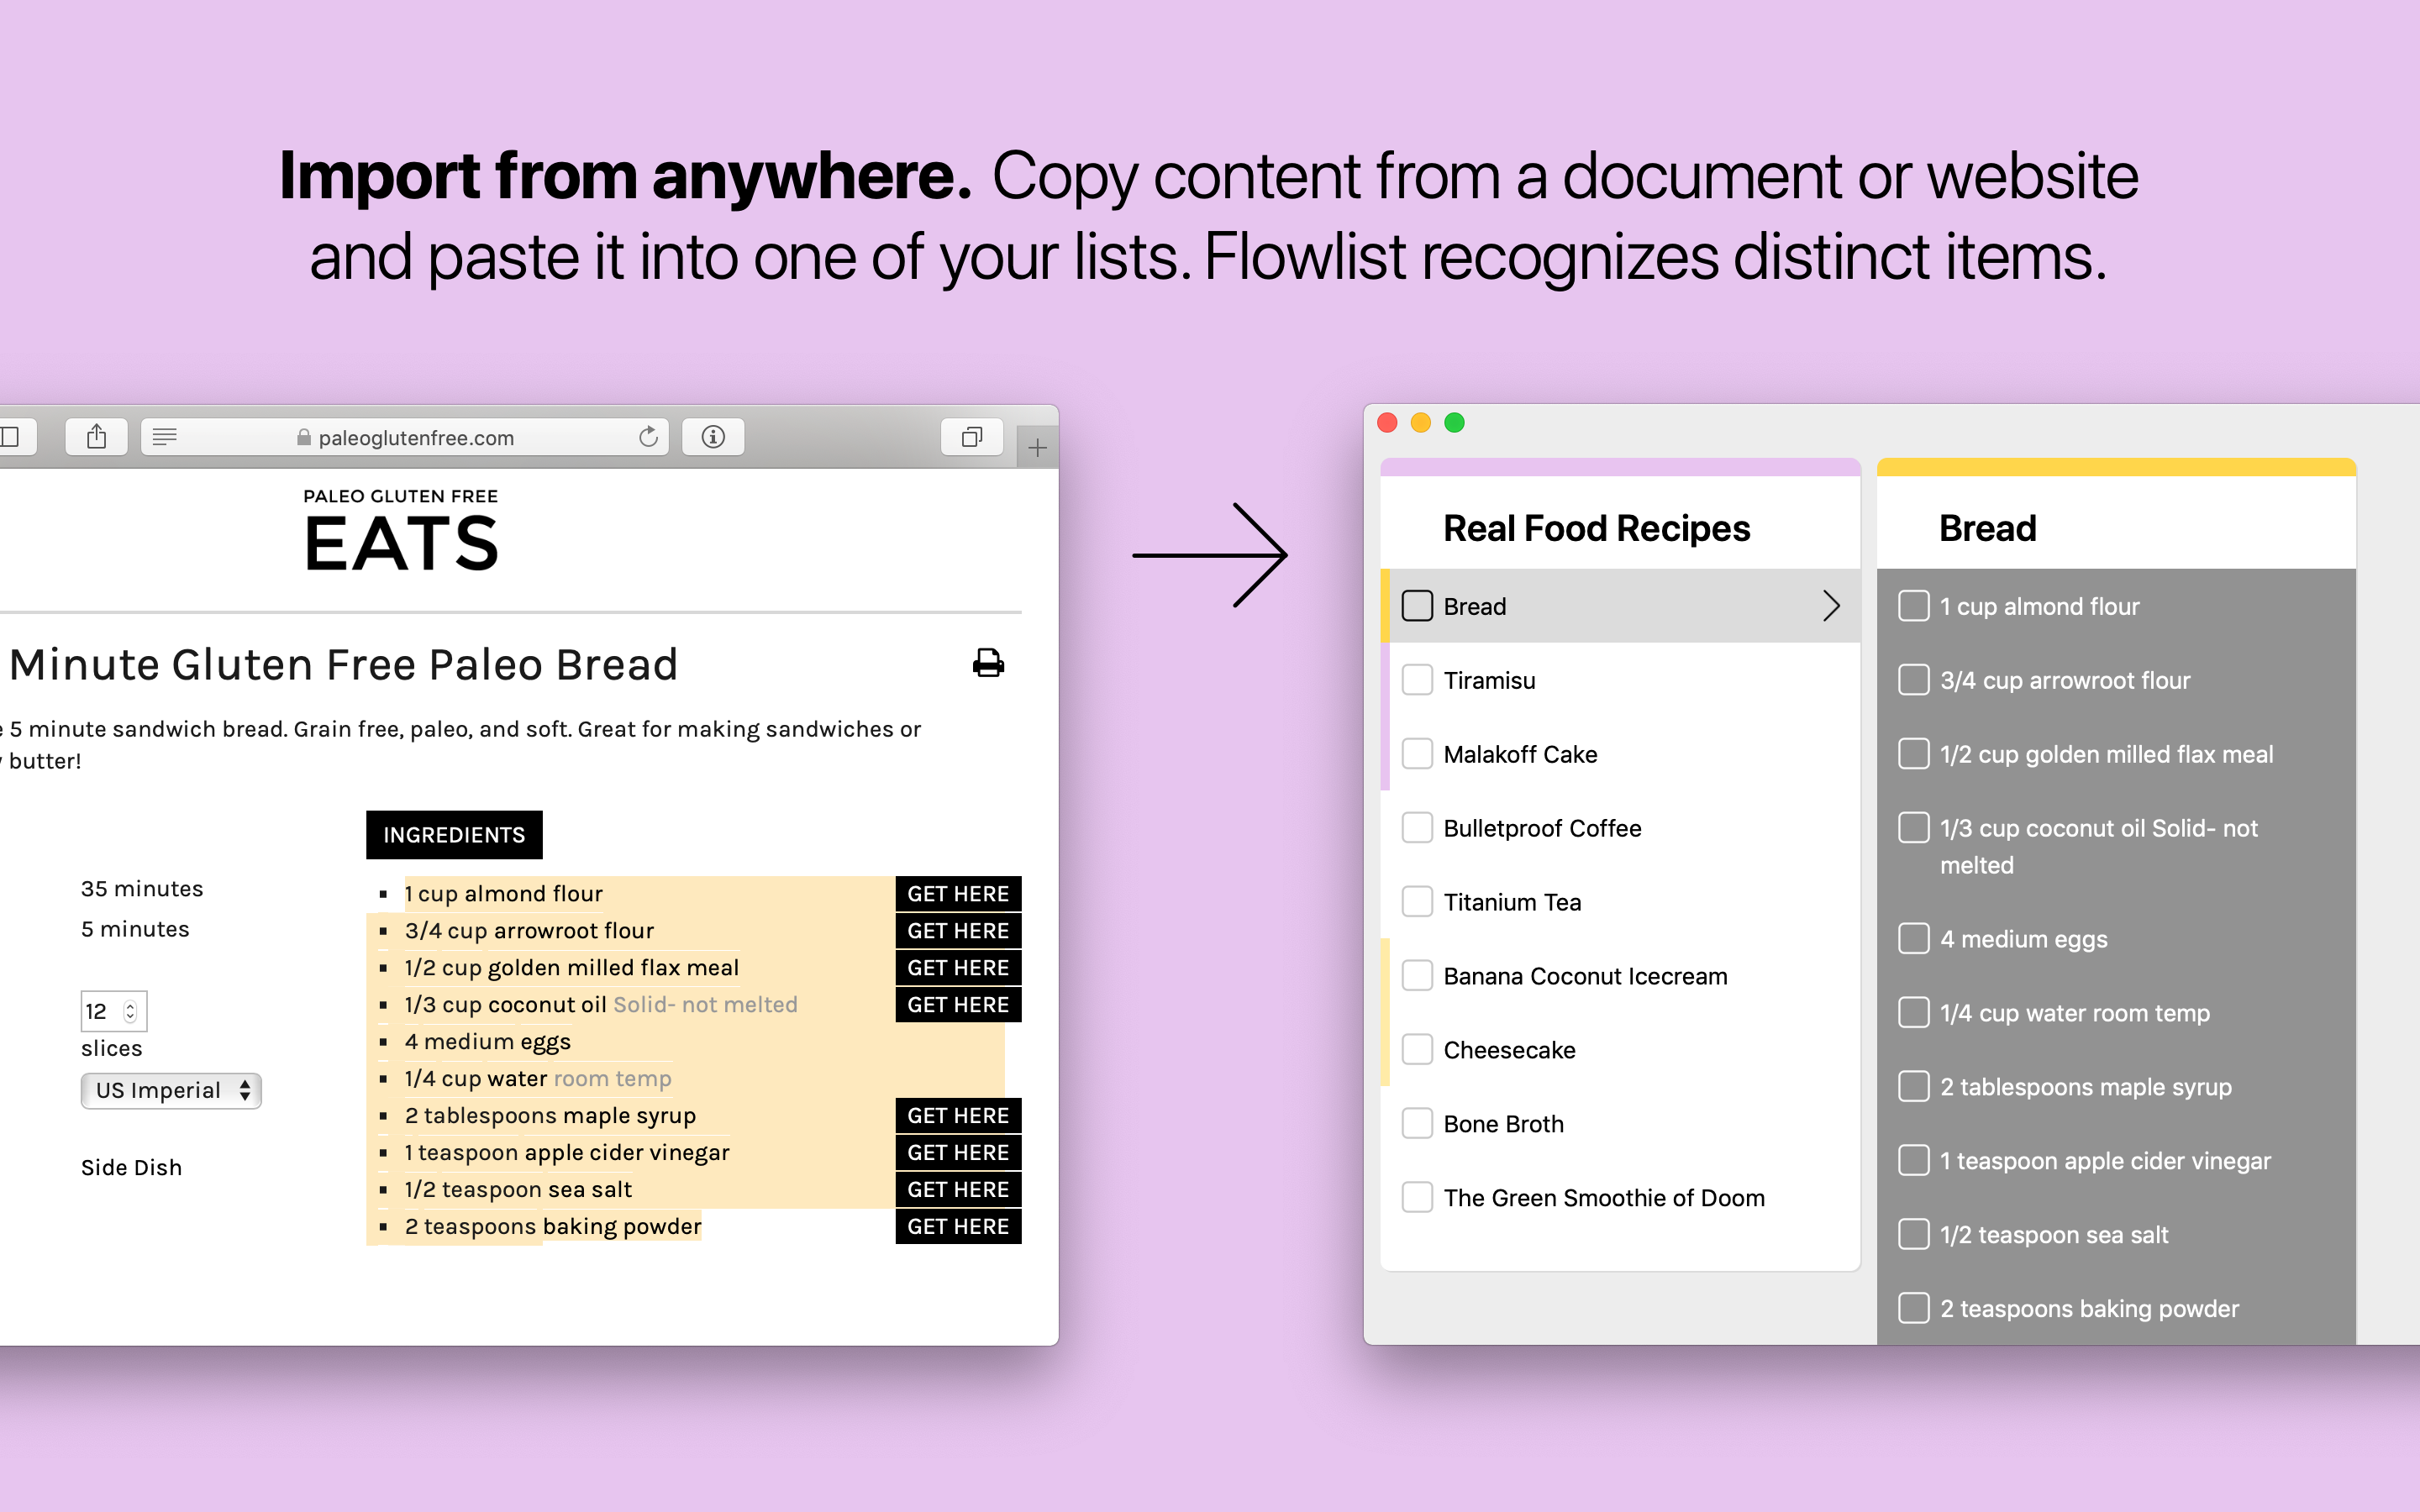 Import from anywhere. Copy content from a document or website
and paste it into one of your lists. Flowlist recognizes distinct items.
paleoglutenfree.com
PALEO GLUTEN FREE
EATS
Minute Gluten Free Paleo Bread
5 minute sandwich bread. Grain free, paleo, and soft. Great for making sandwiches or
butter!
INGREDIENTS
35 minutes
5 minutes
12
slices
US Imperial
Side Dish
1 cup almond flour GET HERE
3/4 cup arrowroot flour GET HERE
1/2 cup golden milled flax meal GET HERE
1/3 cup coconut oil Solid- not melted GET HERE
4 medium eggs
1/4 cup water room temp
2 tablespoons maple syrup GET HERE
1 teaspoon apple cider vinegar GET HERE
1/2 teaspoon sea salt GET HERE
2 teaspoons baking powder GET HERE
Real Food Recipes
Bread
Tiramisu
Malakoff Cake
Bulletproof Coffee
Titanium Tea
Banana Coconut Icecream
Cheesecake
Bone Broth
The Green Smoothie of Doom
Bread
1 cup almond flour
3/4 cup arrowroot flour
1/2 cup golden milled flax meal
1/3 cup coconut oil Solid- not
melted
4 medium eggs
1/4 cup water room temp
2 tablespoons maple syrup
1 teaspoon apple cider vinegar
1/2 teaspoon sea salt
2 teaspoons baking powder